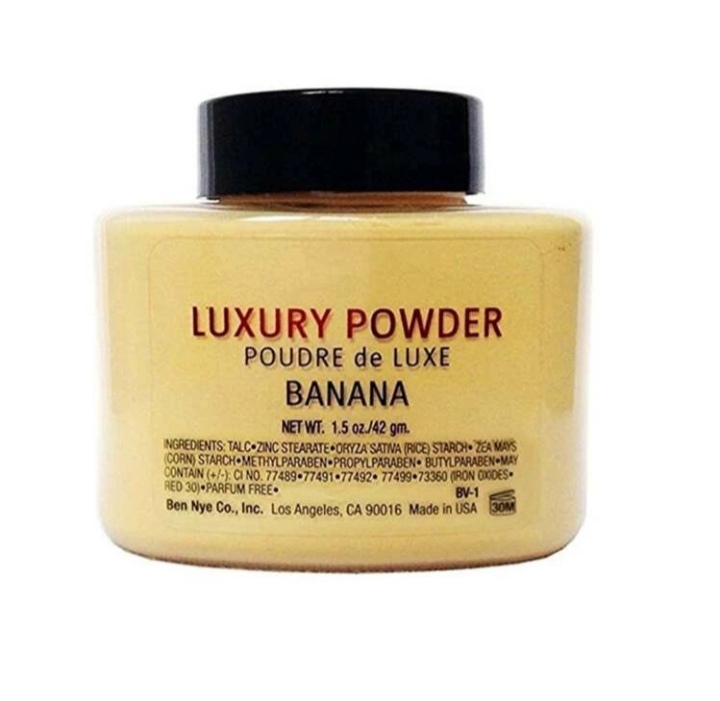 LUXURY POWDER
POUDRE de LUXE
BANANA
NET WT. 1.5 oz./42 gm.
INGREDIENTS: TALC•ZINC STEARATE•ORYZA SATIVA (RICE) STARCH• ZEA MAYS
(CORN) STARCH•METHYLPARABEN•PROPYLPARABEN• BUTYLPARABEN•MAY
CONTAIN (+/-): CI NO. 77489•77491•77492• 77499•73360 (IRON OXIDES•
RED 30)•PARFUM FREE•
BV-1
Ben Nye Co., Inc. Los Angeles, CA 90016 Made in USA
30M